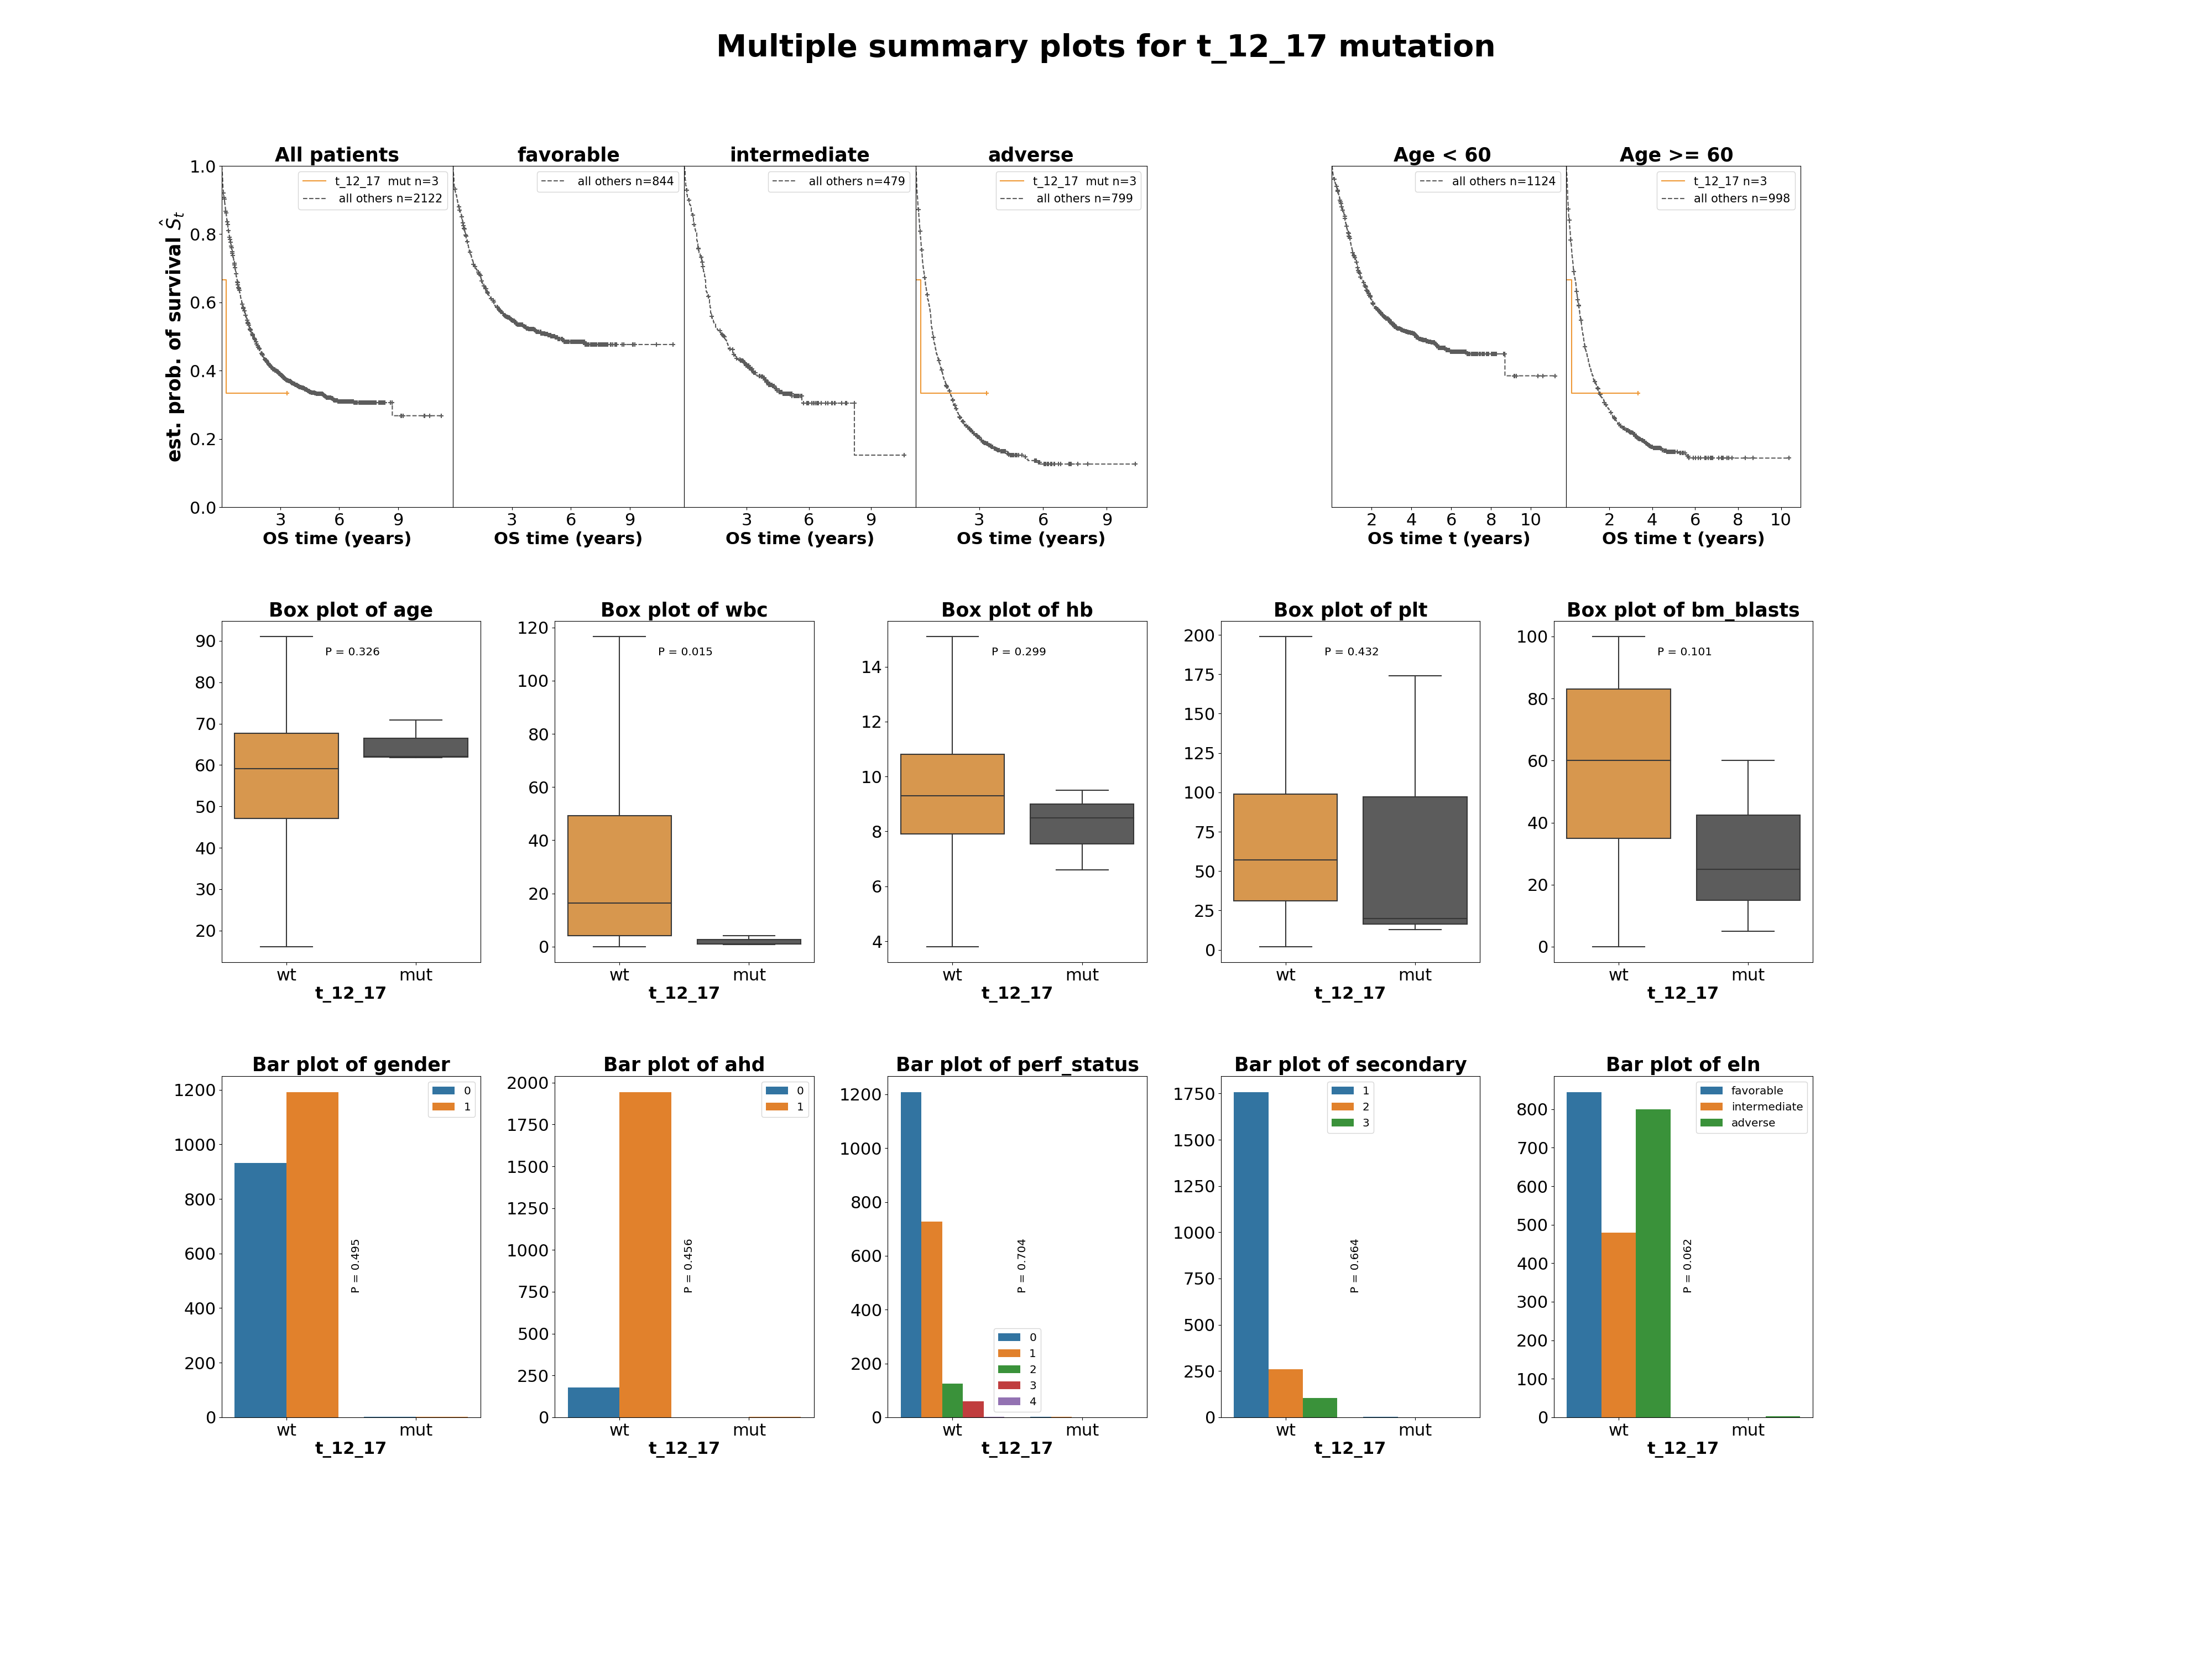 Multiple summary plots for t_12_17 mutation
All patients
favorable
intermediate
adverse
Age < 60
Age >= 60
est. prob. of survival Ŝt
1.0
0.8
0.6
0.4
0.2
0.0
t_12_17 mut n=3
all others n=2122
all others n=844
all others n=479
t_12_17 mut n=3
all others n=799
all others n=1124
t_12_17 n=3
all others n=998
3 6 9
3 6 9
3 6 9
3 6 9
2 4 6 8 10
2 4 6 8 10
OS time (years)
OS time (years)
OS time (years)
OS time (years)
OS time t (years)
OS time t (years)
Box plot of age
90
80
70
60
50
40
30
20
P = 0.326
wt mut
t_12_17
Box plot of wbc
120
100
80
60
40
20
0
P = 0.015
wt mut
t_12_17
Box plot of hb
14
12
10
8
6
4
P = 0.299
wt mut
t_12_17
Box plot of plt
200
175
150
125
100
75
50
25
0
P = 0.432
wt mut
t_12_17
Box plot of bm_blasts
100
80
60
40
20
0
P = 0.101
wt mut
t_12_17
Bar plot of gender
1200
1000
800
600
400
200
0
0
1
P = 0.495
wt mut
t_12_17
Bar plot of ahd
2000
1750
1500
1250
1000
750
500
250
0
0
1
P = 0.456
wt mut
t_12_17
Bar plot of perf_status
1200
1000
800
600
400
200
0
P = 0.704
0
1
2
3
4
wt mut
t_12_17
Bar plot of secondary
1750
1500
1250
1000
750
500
250
0
1
2
3
P = 0.664
wt mut
t_12_17
Bar plot of eln
800
700
600
500
400
300
200
100
0
favorable
intermediate
adverse
P = 0.062
wt mut
t_12_17